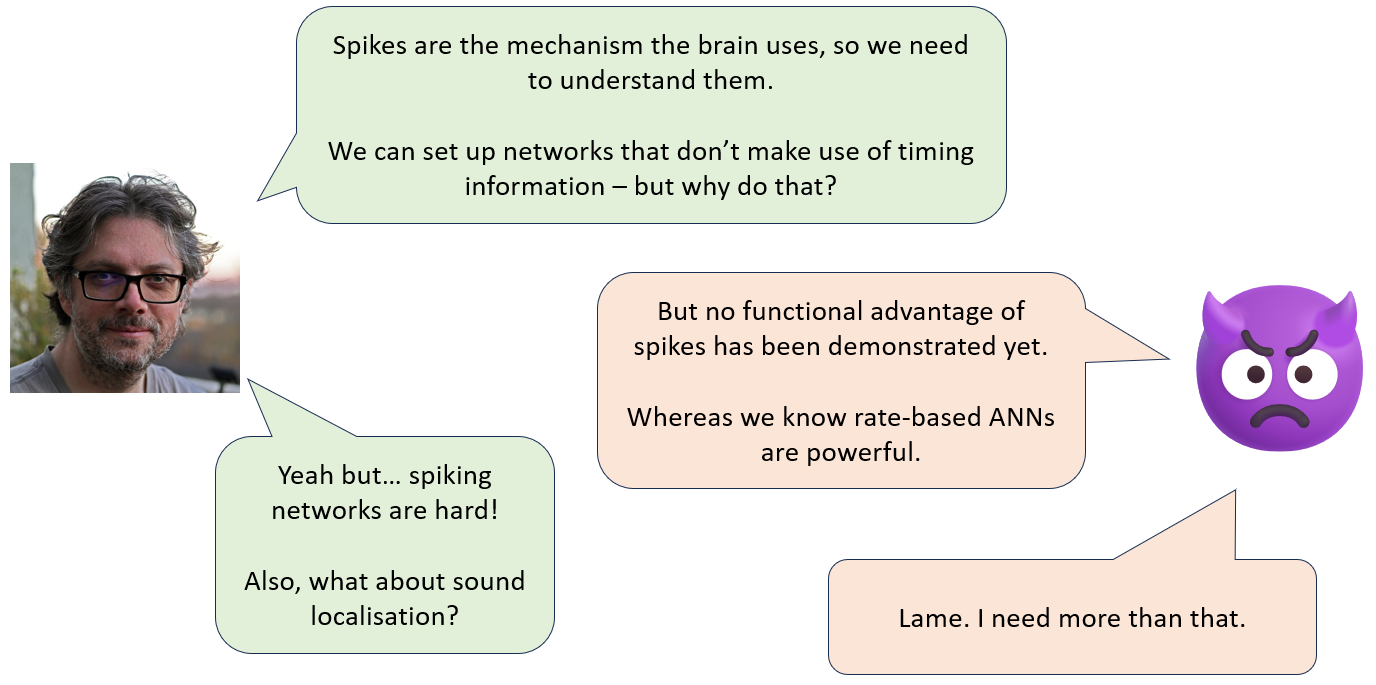 Spikes are the mechanism the brain uses, so we need
to understand them.
We can set up networks that don’t make use of timing
information – but why do that?
But no functional advantage of
spikes has been demonstrated yet.
Whereas we know rate-based ANNs
are powerful.
Yeah but… spiking
networks are hard!
Also, what about sound
localisation?
Lame. I need more than that.